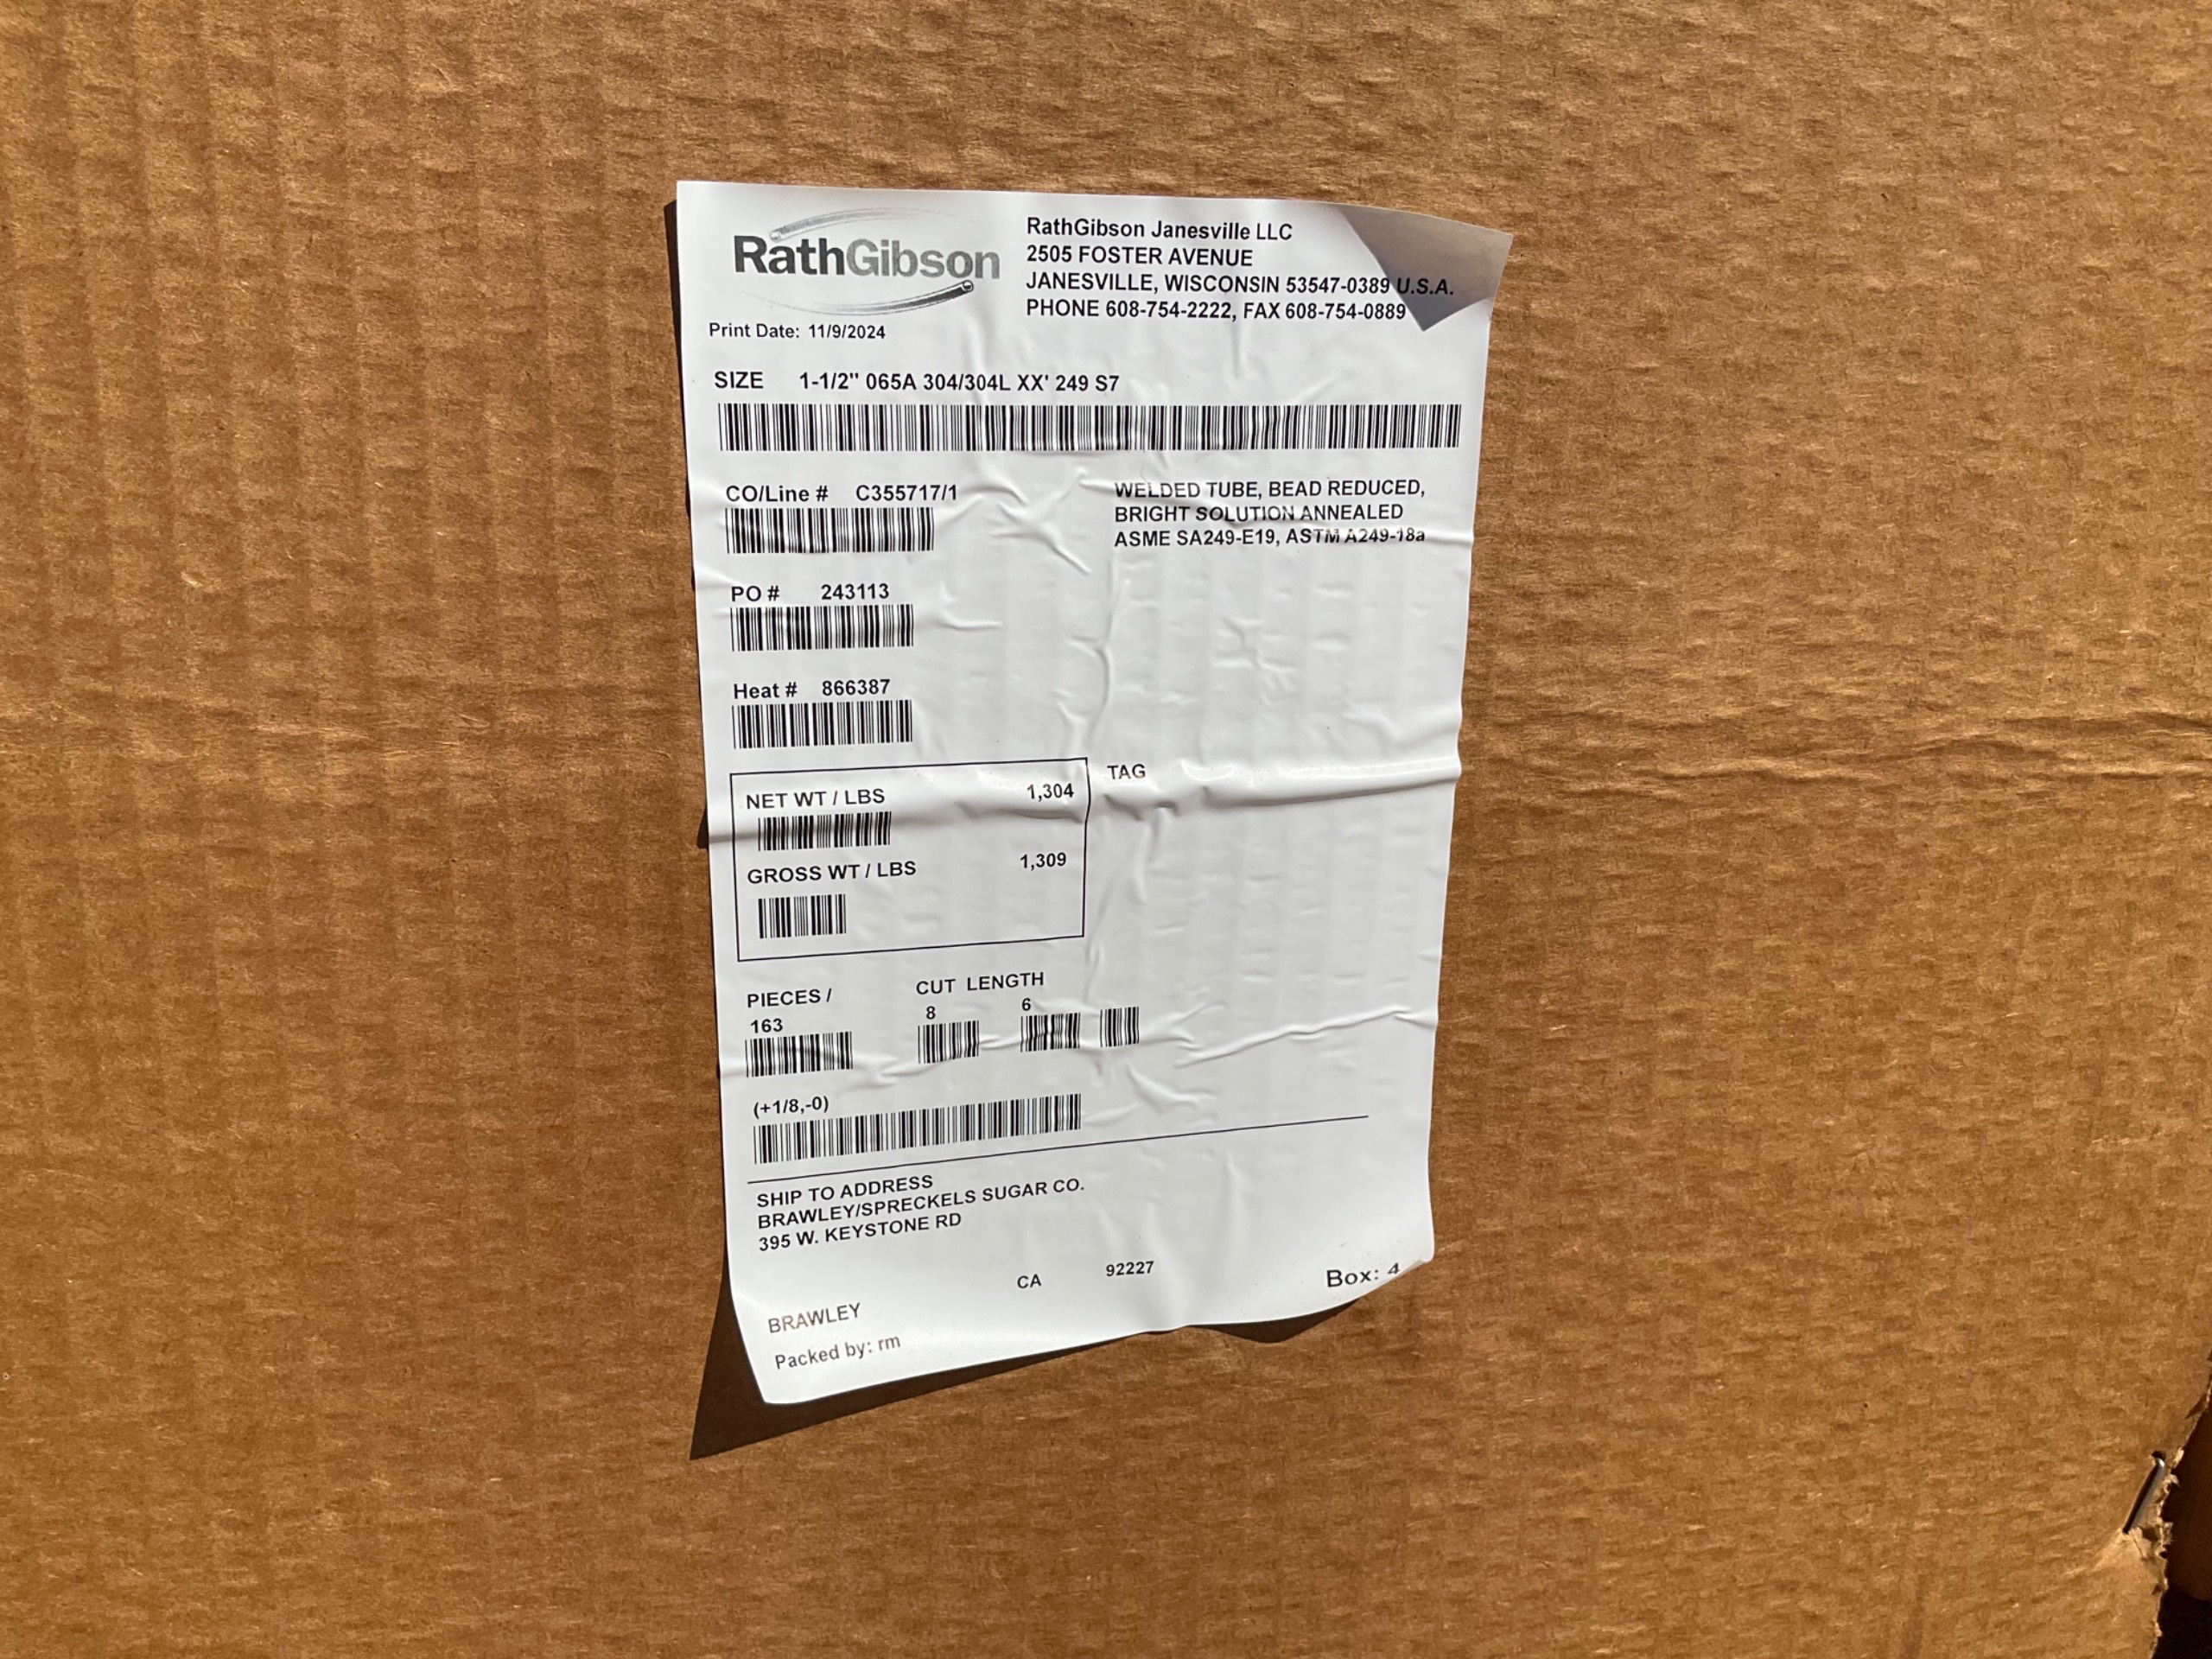 RathGibson
RathGibson Janesville LLC
2505 FOSTER AVENUE
JANESVILLE, WISCONSIN 53547-0389 U.S.A.
PHONE 608-754-2222, FAX 608-754-0889
Print Date: 11/9/2024
SIZE 1-1/2" 065A 304/304L XX' 249 S7
CO/Line # C355717/1
WELDED TUBE, BEAD REDUCED,
BRIGHT SOLUTION ANNEALED
ASME SA249-E19, ASTM A249-18a
PO # 243113
Heat # 866387
NET WT / LBS 1,304
GROSS WT / LBS 1,309
TAG
PIECES / CUT LENGTH
163 8 6
(+1/8,-0)
SHIP TO ADDRESS
BRAWLEY/SPRECKELS SUGAR CO.
395 W. KEYSTONE RD
BRAWLEY CA 92227
Box: 4
Packed by: rm